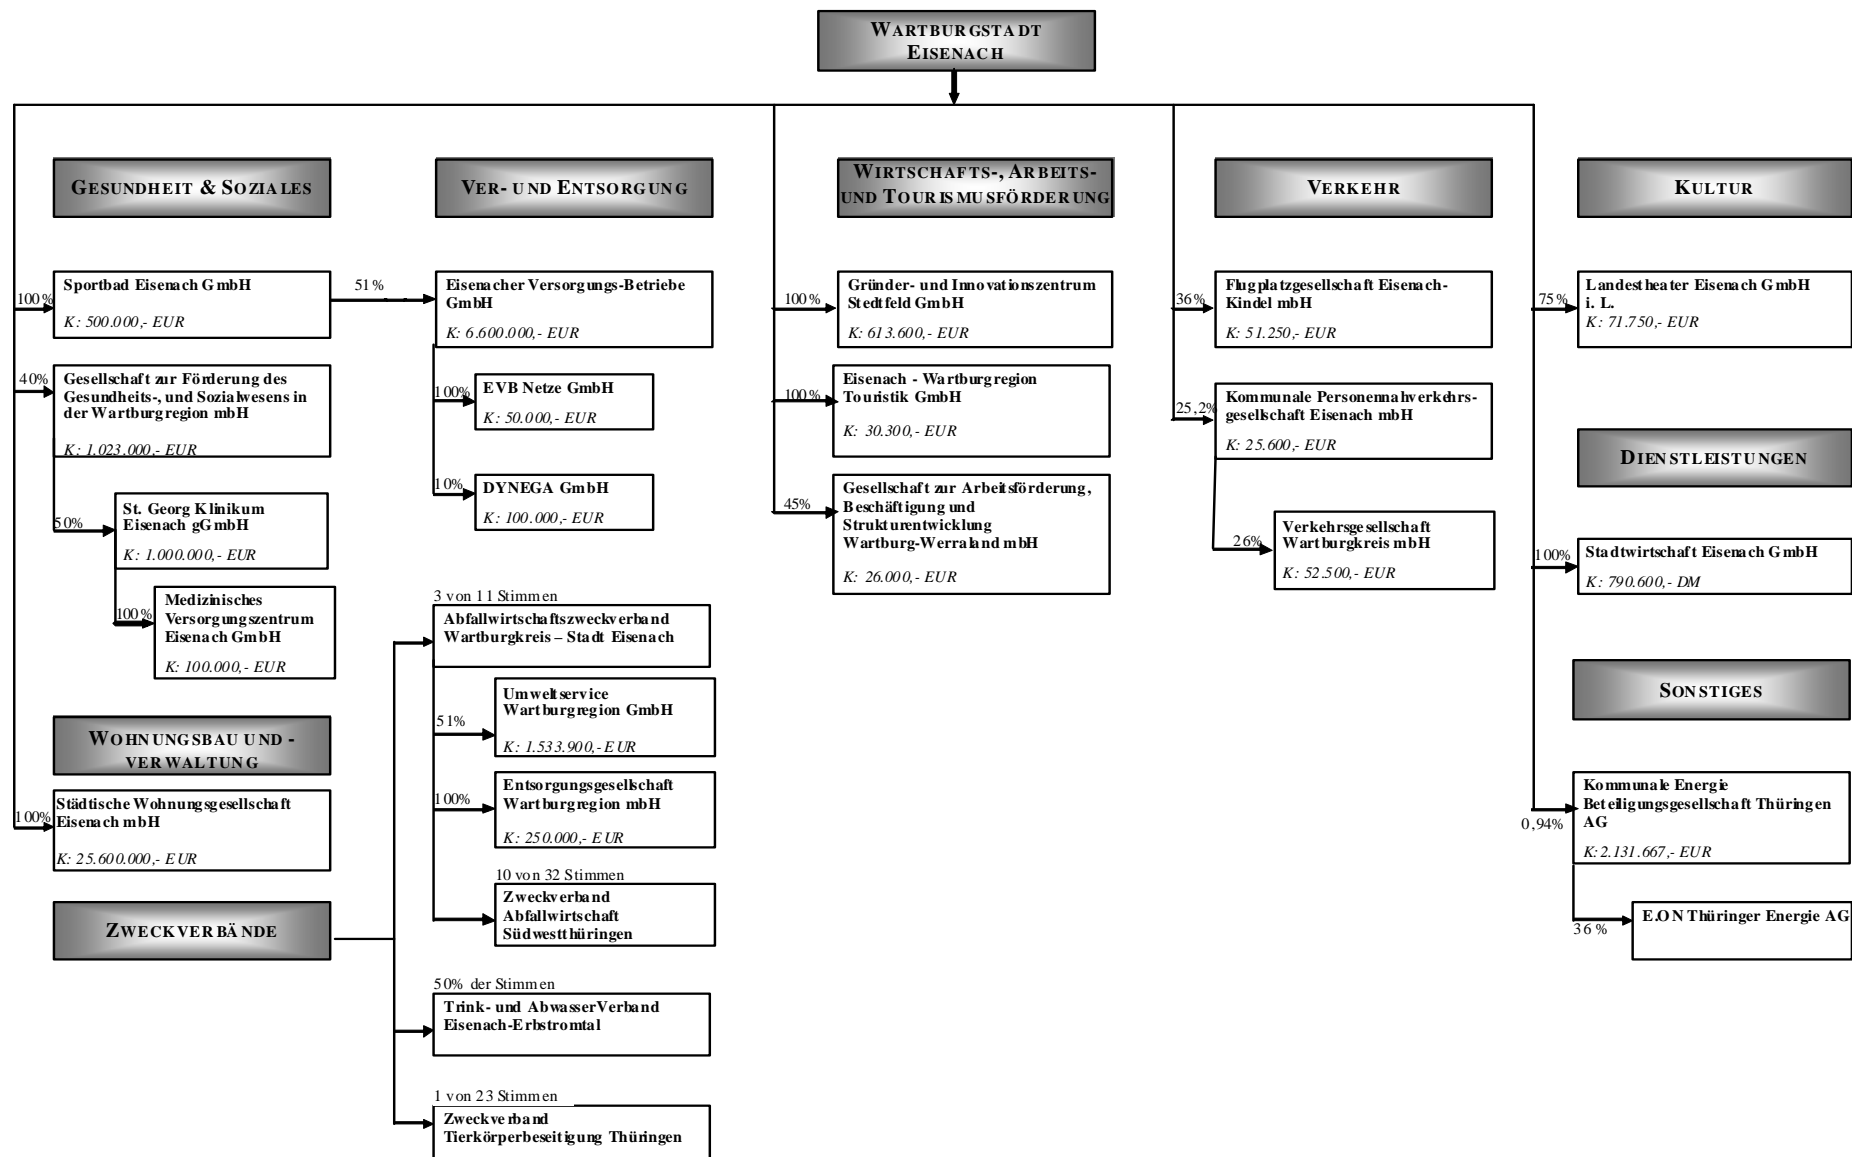 WARTBURGSTADT
EISENACH
GESUNDHEIT & SOZIALES
100%
Sportbad Eisenach GmbH
K: 500.000,- EUR
40%
Gesellschaft zur Förderung des
Gesundheits-, und Sozialwesens in
der Wartburgregion mbH
K: 1.023.000,- EUR
50%
St. Georg Klinikum
Eisenach gGmbH
K: 1.000.000,- EUR
100%
Medizinisches
Versorgungszentrum
Eisenach GmbH
K: 100.000,- EUR
WOHNUNGSBAU UND -
VERWALTUNG
100%
Städtische Wohnungsgesellschaft
Eisenach mbH
K: 25.600.000,- EUR
ZWECKVERBÄNDE
VER- UND ENTSORGUNG
51%
Eisenacher Versorgungs-Betriebe
GmbH
K: 6.600.000,- EUR
100%
EVB Netze GmbH
K: 50.000,- EUR
10%
DYNEGA GmbH
K: 100.000,- EUR
3 von 11 Stimmen
Abfallwirtschaftszweckverband
Wartburgkreis – Stadt Eisenach
51%
Umweltservice
Wartburgregion GmbH
K: 1.533.900,- EUR
100%
Entsorgungsgesellschaft
Wartburgregion mbH
K: 250.000,- EUR
10 von 32 Stimmen
Zweckverband
Abfallwirtschaft
Südwestthüringen
50% der Stimmen
Trink- und AbwasserVerband
Eisenach-Erbstromtal
1 von 23 Stimmen
Zweckverband
Tierkörperbeseitigung Thüringen
WIRTSCHAFTS-, ARBEITS-
UND TOURISMUSFÖRDERUNG
100%
Gründer- und Innovationszentrum
Stedtfeld GmbH
K: 613.600,- EUR
100%
Eisenach - Wartburgregion
Touristik GmbH
K: 30.300,- EUR
45%
Gesellschaft zur Arbeitsförderung,
Beschäftigung und
Strukturentwicklung
Wartburg-Werraland mbH
K: 26.000,- EUR
VERKEHR
36%
Flugplatzgesellschaft Eisenach-
Kindel mbH
K: 51.250,- EUR
25,2%
Kommunale Personennahverkehrs-
gesellschaft Eisenach mbH
K: 25.600,- EUR
26%
Verkehrsgesellschaft
Wartburgkreis mbH
K: 52.500,- EUR
KULTUR
75%
Landestheater Eisenach GmbH
i. L.
K: 71.750,- EUR
DIENSTLEISTUNGEN
100%
Stadtwirtschaft Eisenach GmbH
K: 790.600,- DM
SONSTIGES
0,94%
Kommunale Energie
Beteiligungsgesellschaft Thüringen
AG
K: 2.131.667,- EUR
36%
E.ON Thüringer Energie AG